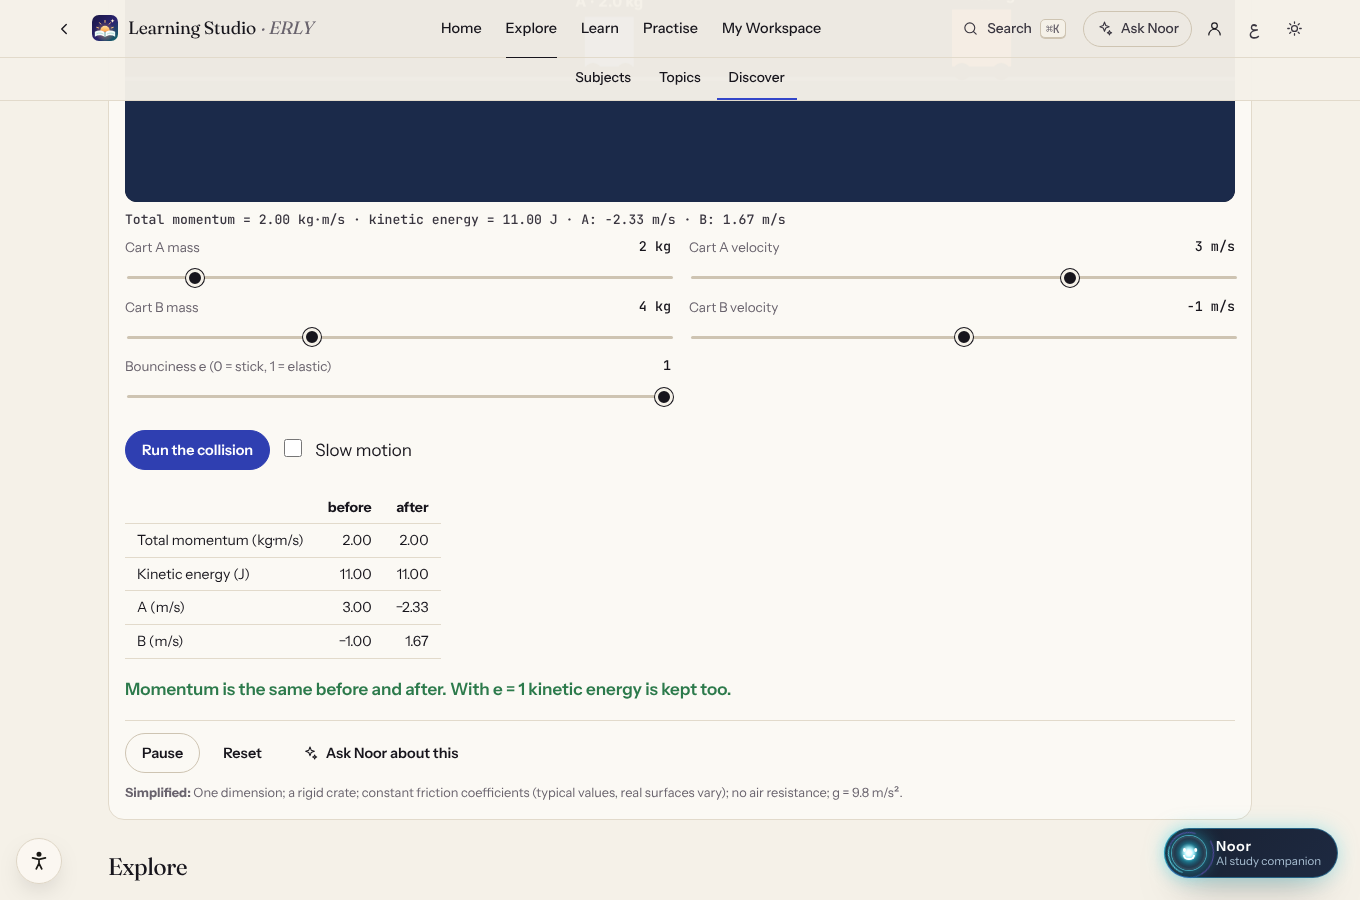 Learning Studio · ERLY
Home Explore Learn Practise My Workspace
Search ⌘K
Ask Noor
ع
Subjects Topics Discover
Total momentum = 2.00 kg·m/s · kinetic energy = 11.00 J · A: -2.33 m/s · B: 1.67 m/s
Cart A mass 2 kg
Cart A velocity 3 m/s
Cart B mass 4 kg
Cart B velocity -1 m/s
Bounciness e (0 = stick, 1 = elastic) 1
Run the collision Slow motion
before after
Total momentum (kg·m/s) 2.00 2.00
Kinetic energy (J) 11.00 11.00
A (m/s) 3.00 −2.33
B (m/s) −1.00 1.67
Momentum is the same before and after. With e = 1 kinetic energy is kept too.
Pause Reset Ask Noor about this
Simplified: One dimension; a rigid crate; constant friction coefficients (typical values, real surfaces vary); no air resistance; g = 9.8 m/s².
Explore
Noor
AI study companion